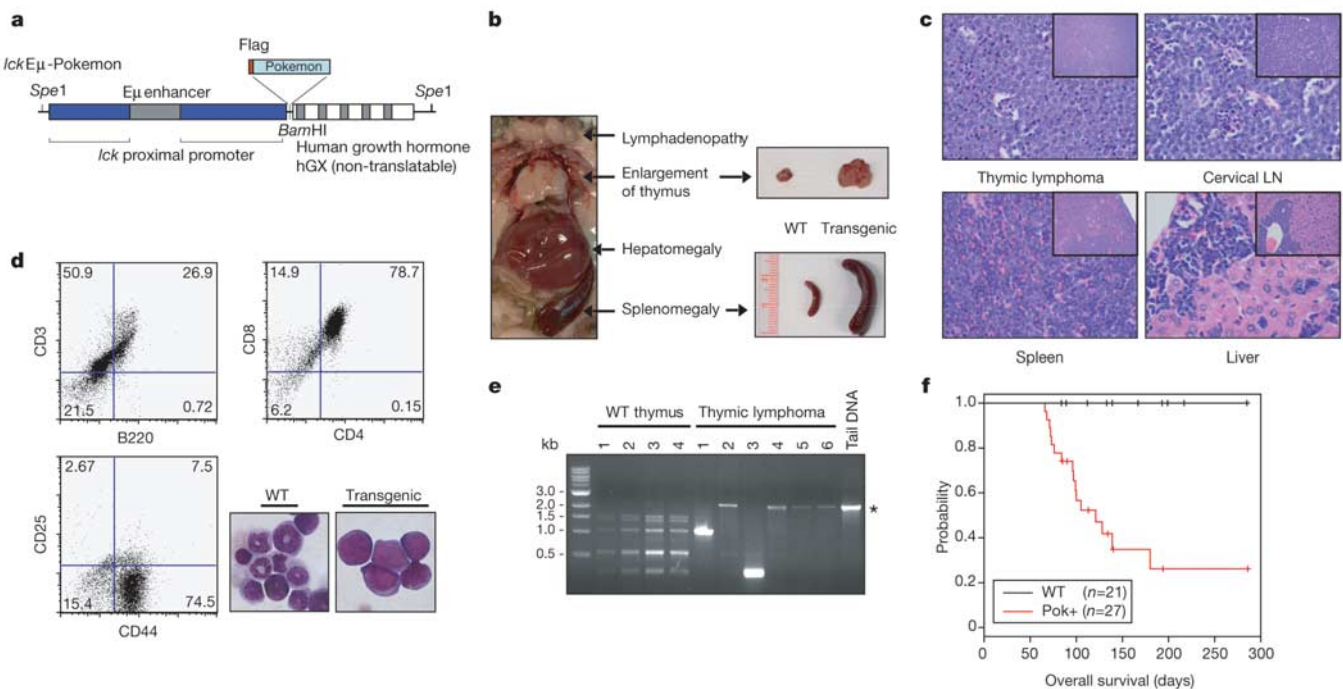 a
Flag
Pokemon
lckEμ-Pokemon
Spe1
Eμ enhancer
Spe1
BamHI
lck proximal promoter
Human growth hormone
hGX (non-translatable)
b
Lymphadenopathy
Enlargement
of thymus
WT Transgenic
Hepatomegaly
Splenomegaly
c
Thymic lymphoma
Cervical LN
Spleen
Liver
d
50.9 26.9
CD3
21.5 0.72
B220
14.9 78.7
CD8
6.2 0.15
CD4
2.67 7.5
CD25
15.4 74.5
CD44
WT
Transgenic
e
WT thymus Thymic lymphoma Tail DNA
kb 1 2 3 4 1 2 3 4 5 6
3.0
2.0 *
1.5
1.0
0.5
f
1.0
0.8
0.6
0.4
0.2
0
Probability
WT (n=21)
Pok+ (n=27)
0 50 100 150 200 250 300
Overall survival (days)